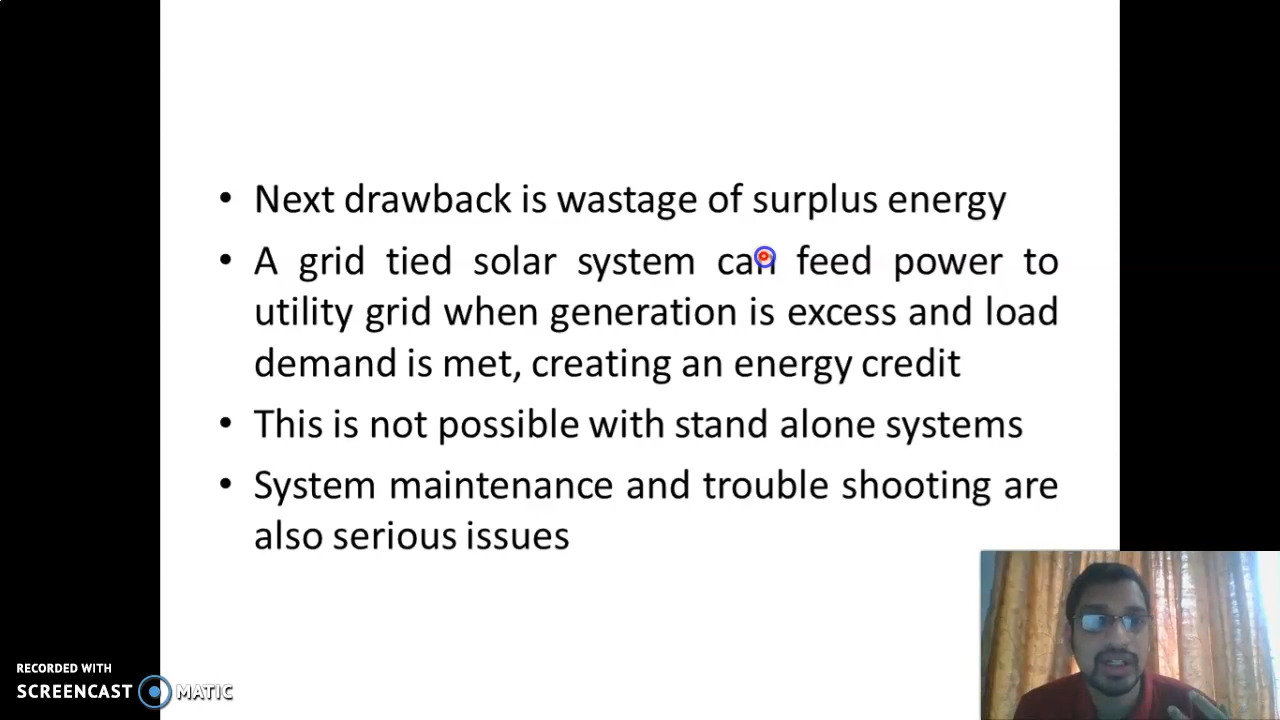 • Next drawback is wastage of surplus energy
• A grid tied solar system can feed power to
utility grid when generation is excess and load
demand is met, creating an energy credit
• This is not possible with stand alone systems
• System maintenance and trouble shooting are
also serious issues
RECORDED WITH
SCREENCAST MATIC